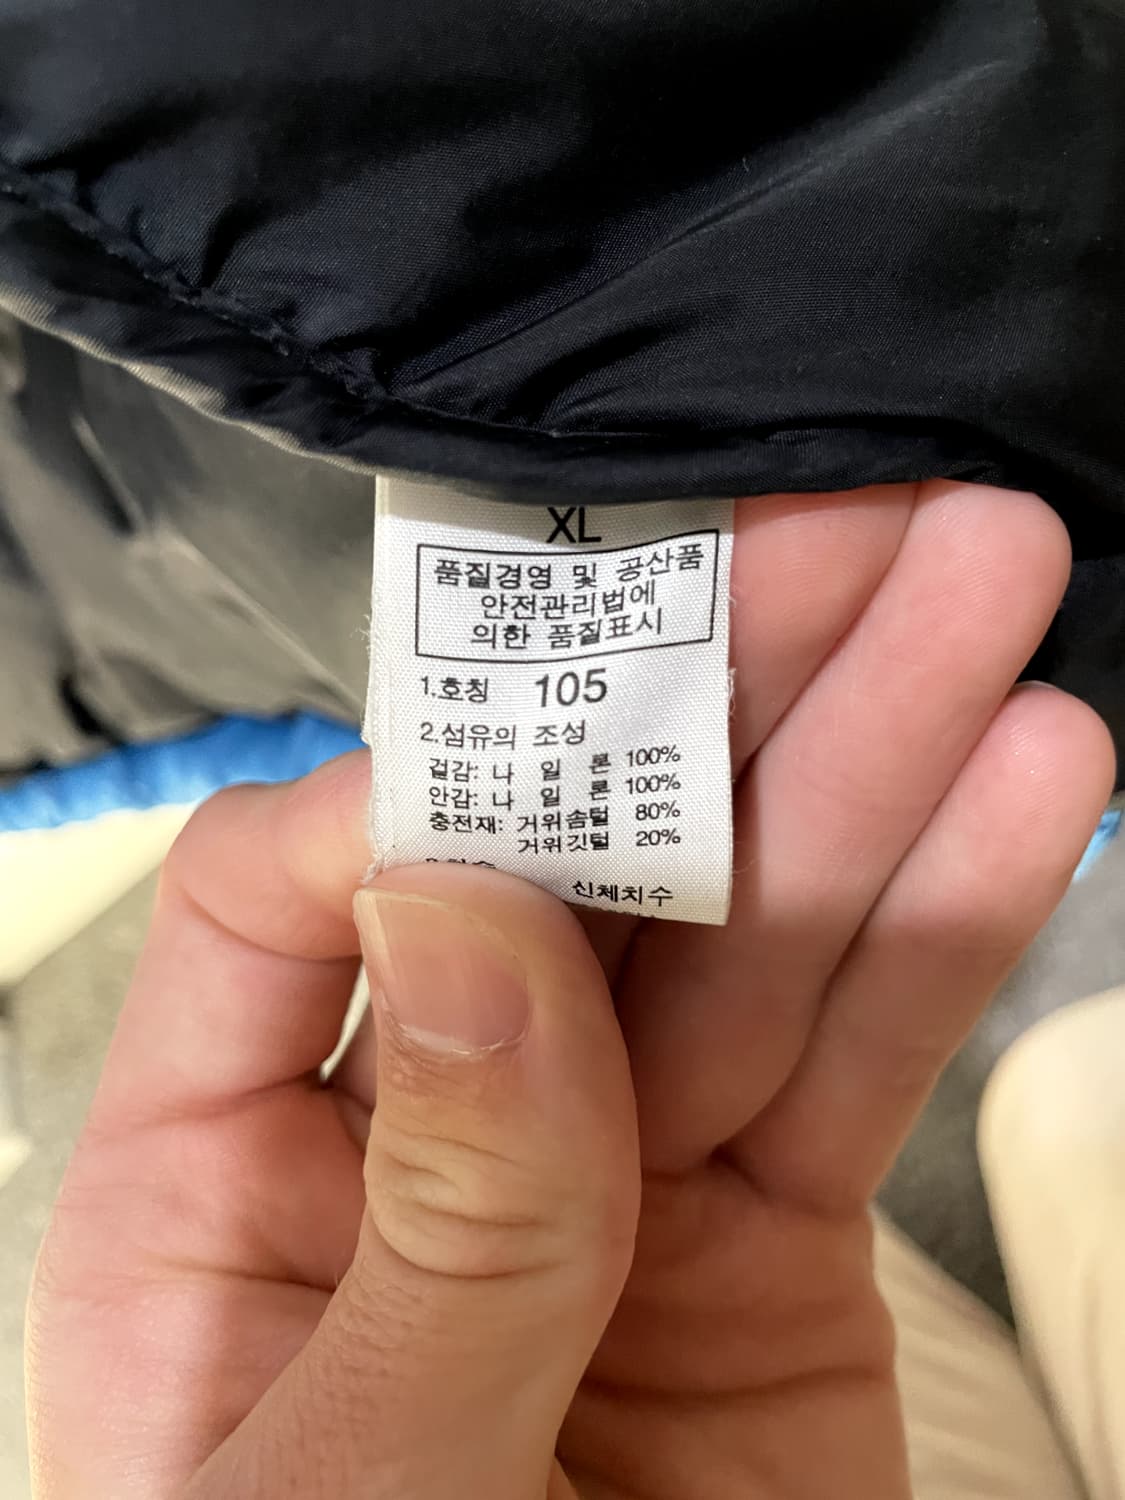 XL
품질경영 및 공산품
안전관리법에
의한 품질표시
1.호칭 105
2.섬유의 조성
겉감: 나 일 론 100%
안감: 나 일 론 100%
충전재: 거위솜털 80%
거위깃털 20%
신체치수